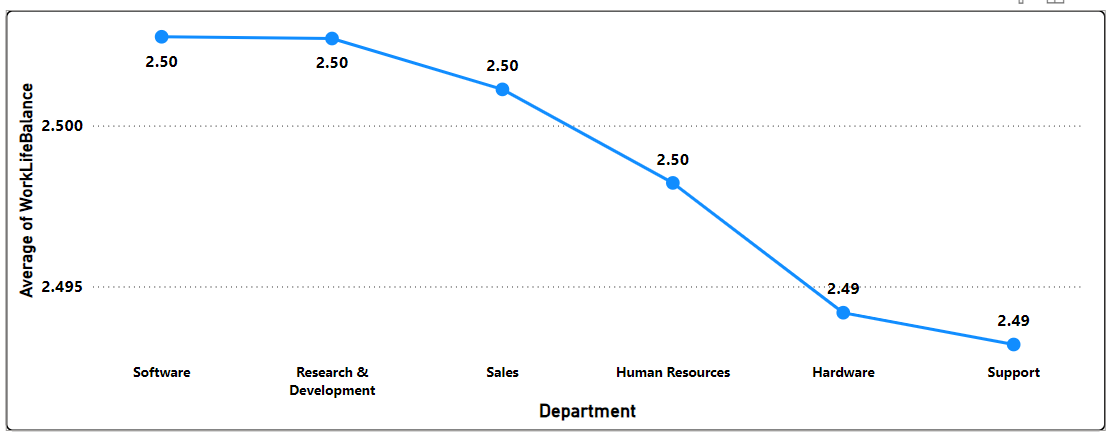 2.50
2.50
2.50
2.500
2.50
2.495
2.49
2.49
Average of WorkLifeBalance
Software
Research &
Development
Sales
Human Resources
Hardware
Support
Department